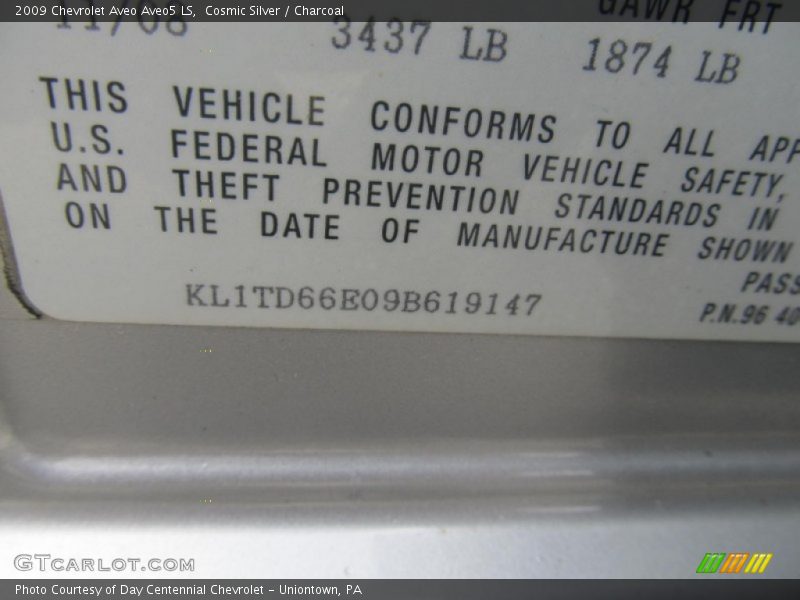 2009 Chevrolet Aveo Aveo5 LS, Cosmic Silver / Charcoal
11/08 3437 LB GAWR FRT
1874 LB
THIS VEHICLE CONFORMS TO ALL APP
U.S. FEDERAL MOTOR VEHICLE SAFETY,
AND THEFT PREVENTION STANDARDS IN
ON THE DATE OF MANUFACTURE SHOWN
PASS
KL1TD66E09B619147 P.N.96 40
GTCARLOT.COM
Photo Courtesy of Day Centennial Chevrolet - Uniontown, PA